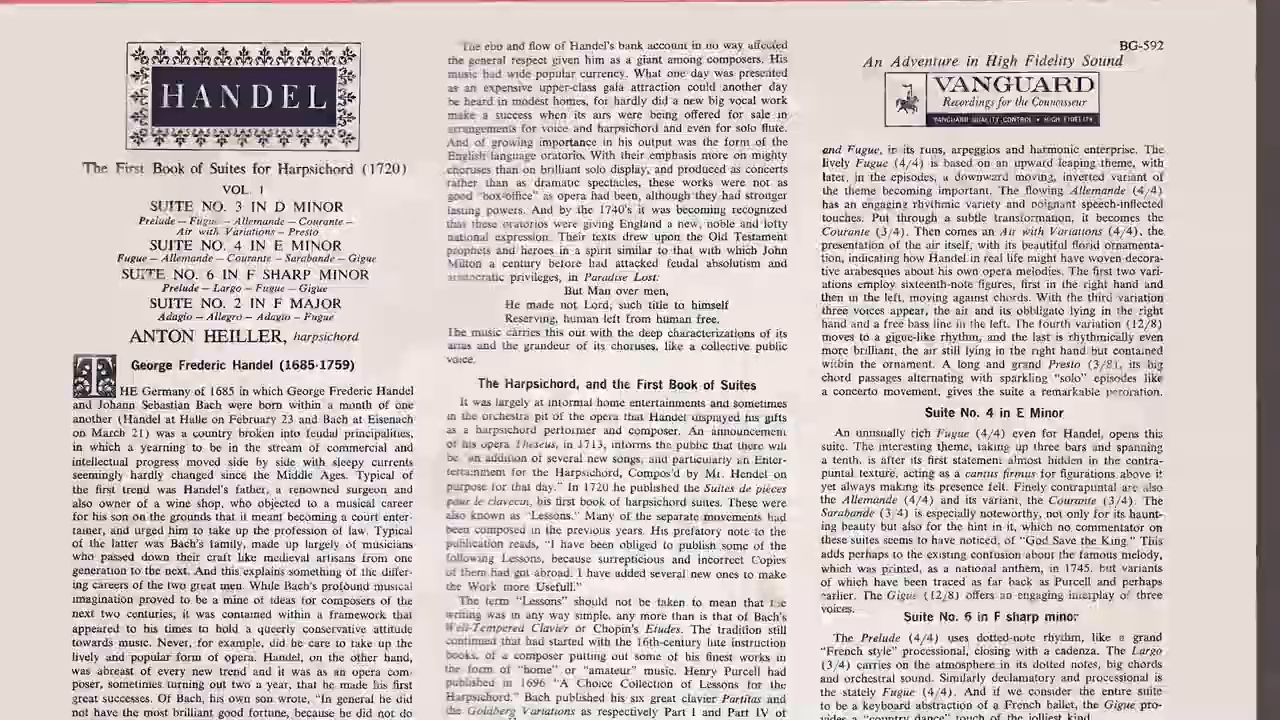 HANDEL
The First Book of Suites for Harpsichord (1720)
VOL. 1
SUITE NO. 3 IN D MINOR
Prelude – Fugue – Allemande – Courante –
Air with Variations – Presto
SUITE NO. 4 IN E MINOR
Fugue – Allemande – Courante – Sarabande – Gigue
SUITE NO. 6 IN F SHARP MINOR
Prelude – Largo – Fugue – Gigue
SUITE NO. 2 IN F MAJOR
Adagio – Allegro – Adagio – Fugue
ANTON HEILLER, harpsichord
George Frederic Handel (1685-1759)
THE Germany of 1685 in which George Frederic Handel
and Johann Sebastian Bach were born within a month of one
another (Handel at Halle on February 23 and Bach at Eisenach
on March 21) was a country broken into feudal principalities,
in which a yearning to be in the stream of commercial and
intellectual progress moved side by side with sleepy currents
seemingly hardly changed since the Middle Ages. Typical of
the first trend was Handel's father, a renowned surgeon and
also owner of a wine shop, who objected to a musical career
for his son on the grounds that it meant becoming a court enter-
taner, and urged him to take up the profession of law. Typical
of the latter was Bach's family, made up largely of musicians
who passed down their craft like medieval artisans from one
generation to the next. And this explains something of the differ-
ing careers of the two great men. While Bach's profound musical
imagination proved to be a mine of ideas for composers of the
next two centuries, it was contained within a framework that
appeared to his times to hold a queerly conservative attitude
towards music. Never, for example, did he care to take up the
lively and popular form of opera. Handel, on the other hand,
was abreast of every new trend and it was as an opera com-
poser, sometimes turning out two a year, that he made his first
great successes. Of Bach, his own son wrote, "In general he did
not have the most brilliant good fortune, because he did not do
The ebb and flow of Handel's bank account in no way affected
the general respect given him as a giant among composers. His
music had wide popular currency. What one day was presented
as an expensive upper-class gala attraction could another day
be heard in modest homes, for hardly did a new big vocal work
make a success when its airs were being offered for sale in
arrangements for voice and harpsichord and even for solo flute.
And of growing importance in his output was the form of the
English language oratorio. With their emphasis more on mighty
choruses than on brilliant solo display, and produced as concerts
rather than as dramatic spectacles, these works were not as
good "box-office" as opera had been, although they had stronger
lasting powers. And by the 1740's it was becoming recognized
that these oratorios were giving England a new, noble and lofty
national expression. Their texts drew upon the Old Testament
prophets and heroes in a spirit similar to that with which John
Milton a century before had attacked feudal absolutism and
aristocratic privileges, in Paradise Lost:
But Man over men,
He made not Lord; such title to himself
Reserving, human left from human free.
The music carries this out with the deep characterizations of its
arias and the grandeur of its choruses, like a collective public
voice.
The Harpsichord, and the First Book of Suites
It was largely at informal home entertainments and sometimes
in the orchestra pit of the opera that Handel displayed his gifts
as a harpsichord performer and composer. An announcement
of his opera Theseus, in 1713, informs the public that there will
be "an addition of several new songs, and particularly an Enter-
tertainment for the Harpsichord, Compos'd by Mr. Hendel on
purpose for that day." In 1720 he published the Suites de pièces
pour le clavecin, his first book of harpsichord suites. These were
also known as "Lessons." Many of the separate movements had
been composed in the previous years. His prefatory note to the
publication reads, "I have been obliged to publish some of the
following Lessons, because surrepticious and incorrect Copies
of them had got abroad. I have added several new ones to make
the Work more Usefull."
The term "Lessons" should not be taken to mean that the
writing was in any way simple, any more than is that of Bach's
Well-Tempered Clavier or Chopin's Etudes. The tradition still
continued that had started with the 16th-century lute instruction
books, of a composer putting out some of his finest works in
the form of "home" or "amateur" music. Henry Purcell had
published in 1696 "A Choice Collection of Lessons for the
Harpsichord." Bach published his six great clavier Partitas and
the Goldberg Variations as respectively Part I and Part IV of
BG-592
An Adventure in High Fidelity Sound
VANGUARD
Recordings for the Connoisseur
VANGUARD QUALITY CONTROL • HIGH FIDELITY
and Fugue, in its runs, arpeggios and harmonic enterprise. The
lively Fugue (4/4) is based on an upward leaping theme, with
later, in the episodes, a downward moving, inverted variant of
the theme becoming important. The flowing Allemande (4/4)
has an engaging rhythmic variety and poignant speech-inflected
touches. Put through a subtle transformation, it becomes the
Courante (3/4). Then comes an Air with Variations (4/4), the
presentation of the air itself, with its beautiful florid ornamenta-
tion, indicating how Handel in real life might have woven decora-
tive arabesques about his own opera melodies. The first two vari-
ations employ sixteenth-note figures, first in the right hand and
then in the left, moving against chords. With the third variation
three voices appear, the air and its obbligato lying in the right
hand and a free bass line in the left. The fourth variation (12/8)
moves to a gigue-like rhythm, and the last is rhythmically even
more brilliant, the air still lying in the right hand but contained
within the ornament. A long and grand Presto (3/8), its big
chord passages alternating with sparkling "solo" episodes like
a concerto movement, gives the suite a remarkable peroration.
Suite No. 4 in E Minor
An unusually rich Fugue (4/4) even for Handel, opens this
suite. The interesting theme, taking up three bars and spanning
a tenth, is after its first statement almost hidden in the contra-
puntal texture, acting as a cantus firmus for figurations above it
yet always making its presence felt. Finely contrapuntal are also
the Allemande (4/4) and its variant, the Courante (3/4). The
Sarabande (3/4) is especially noteworthy, not only for its haunt-
ing beauty but also for the hint in it, which no commentator on
these suites seems to have noticed, of "God Save the King." This
adds perhaps to the existing confusion about the famous melody,
which was printed, as a national anthem, in 1745, but variants
of which have been traced as far back as Purcell and perhaps
earlier. The Gigue (12/8) offers an engaging interplay of three
voices.
Suite No. 6 in F sharp minor
The Prelude (4/4) uses dotted-note rhythm, like a grand
"French style" processional, closing with a cadenza. The Largo
(3/4) carries on the atmosphere in its dotted notes, big chords
and orchestral sound. Similarly declamatory and processional is
the stately Fugue (4/4). And if we consider the entire suite
to be a keyboard abstraction of a French ballet, the Gigue pro-
vides a "country dance" touch of the jolliest kind.